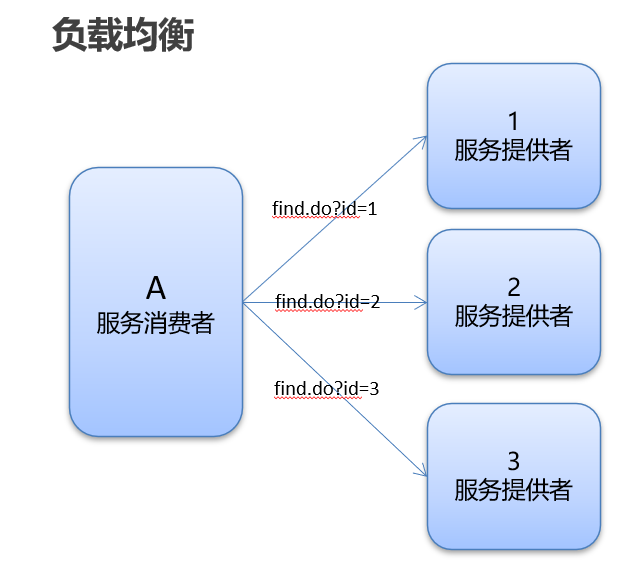 负载均衡
A
服务消费者
find.do?id=1
find.do?id=2
find.do?id=3
1
服务提供者
2
服务提供者
3
服务提供者